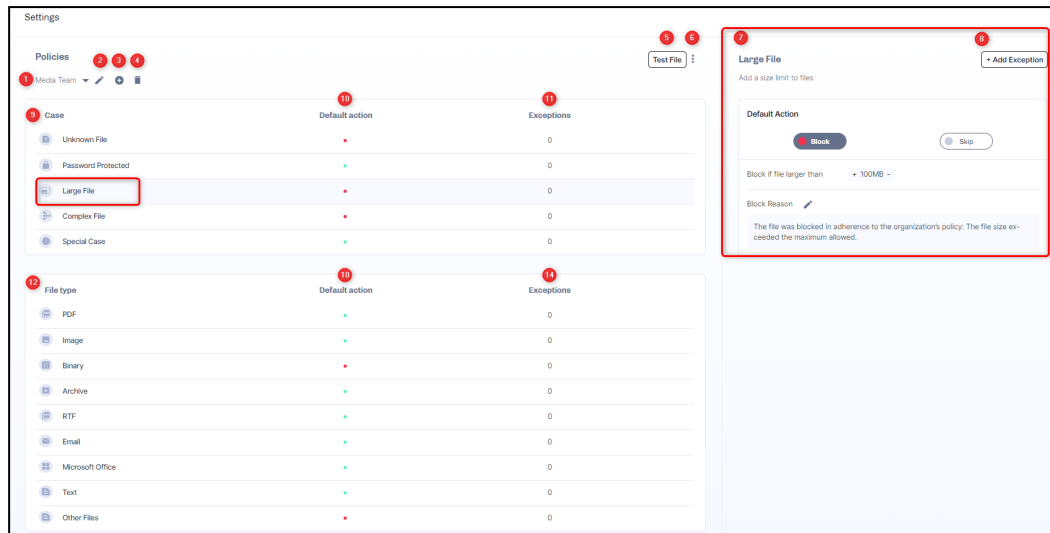 Settings
Policies
2 3 4
5 6
Test File
1 Media Team
9 Case
10
Default action
11
Exceptions
Unknown File 0
Password Protected 0
Large File 0
Complex File 0
Special Case 0
12
File type
10
Default action
14
Exceptions
PDF 0
Image 0
Binary 0
Archive 0
RTF 0
Email 0
Microsoft Office 0
Text 0
Other Files 0
7
8
Large File
+ Add Exception
Add a size limit to files
Default Action
Block Skip
Block if file larger than + 100MB -
Block Reason
The file was blocked in adherence to the organization's policy: The file size ex-
ceeded the maximum allowed.